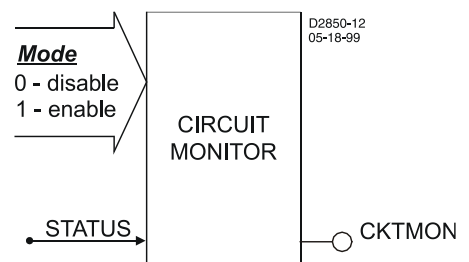 D2850-12
05-18-99
Mode
0 - disable
1 - enable
CIRCUIT
MONITOR
STATUS
CKTMON